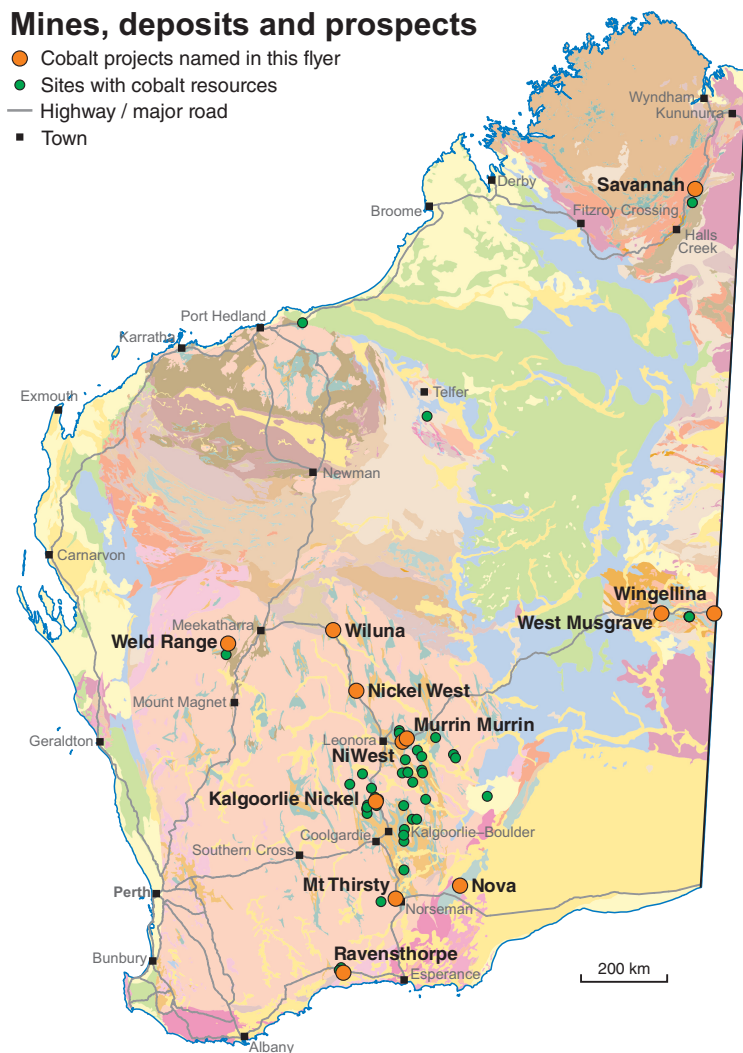 Mines, deposits and prospects
Cobalt projects named in this flyer
Sites with cobalt resources
Highway / major road
Town
Wyndham
Kununurra
Savannah
Derby
Fitzroy Crossing
Broome
Halls
Creek
Port Hedland
Karratha
Telfer
Exmouth
Newman
Carnarvon
Wingellina
West Musgrave
Meekatharra
Weld Range
Wiluna
Nickel West
Mount Magnet
Murrin Murrin
Leonora
Geraldton
NiWest
Kalgoorlie Nickel
Coolgardie
Kalgoorlie–Boulder
Southern Cross
Mt Thirsty
Nova
Perth
Norseman
Ravensthorpe
Bunbury
Esperance
200 km
Albany